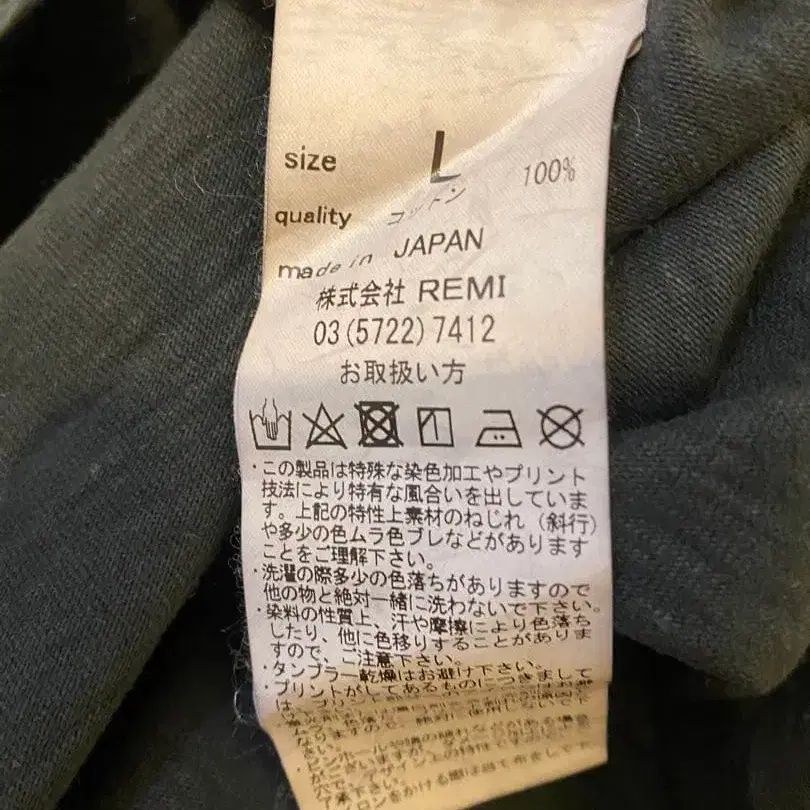 size L
quality コットン 100%
made in JAPAN
株式会社 REMI
03(5722)7412
お取扱い方
・この製品は特殊な染色加工やプリント
技法により特有な風合いを出していま
す。上記の特性上素材のねじれ（斜行）
や多少の色ムラ色ブレなどがあります
ことをご理解下さい。
・洗濯の際多少の色落ちがありますので
他の物と絶対一緒に洗わないで下さい。
・染料の性質上、汗や摩擦により色落ち
したり、他に色移りすることがありま
すので、ご注意下さい。
・タンブラー乾燥はお避け下さい。
・プリントがしてあるものにつきまして
は、プリント